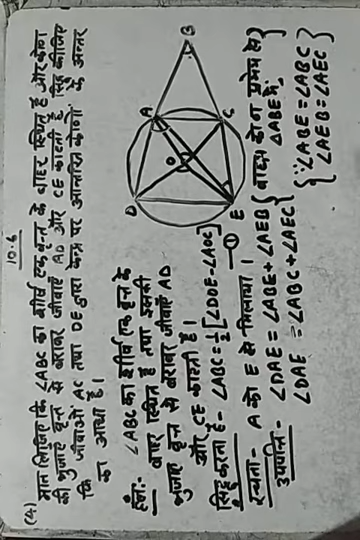 10.6
(4) मान लीजिए कि ∠ABC का शीर्ष एक वृत्त के बाहर स्थित है और कोण
की भुजाएँ वृत्त से बराबर जीवाएँ AD और CE काटती हैं। सिद्ध कीजिए
कि जीवाओं AC तथा DE द्वारा केन्द्र पर अन्तरित कोणों के अन्तर
का आधा है।
हल:- ∠ABC का शीर्ष एक वृत्त के
बाहर स्थित है तथा इसकी
भुजाएँ वृत्त से बराबर जीवाएँ AD
और CE काटती हैं।
सिद्ध करना है- ∠ABC = 1/2 [∠DOE - ∠AOC]
रचना- A को E से मिलाया। ①
उपपत्ति- ∠DAE = ∠ABE + ∠AEB {बाह्य कोण प्रमेय से}
ΔABE में,
∠DAE = ∠ABC + ∠AEC {∵ ∠ABE = ∠ABC
∠AEB = ∠AEC}
A
B
C
D
E
O